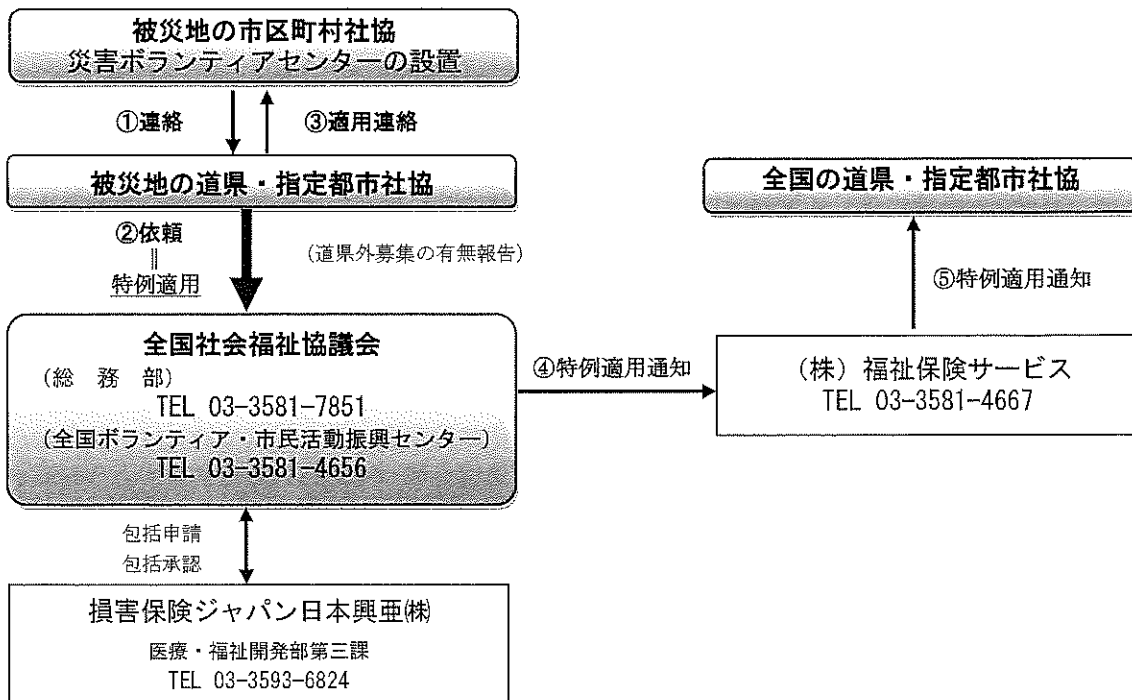 被災地の市区町村社協
災害ボランティアセンターの設置
①連絡
③適用連絡
被災地の道県・指定都市社協
全国の道県・指定都市社協
②依頼
||
特例適用
(道県外募集の有無報告)
⑤特例適用通知
全国社会福祉協議会
(総 務 部)
TEL 03-3581-7851
(全国ボランティア・市民活動振興センター)
TEL 03-3581-4656
④特例適用通知
(株)福祉保険サービス
TEL 03-3581-4667
包括申請
包括承認
損害保険ジャパン日本興亜㈱
医療・福祉開発部第三課
TEL 03-3593-6824